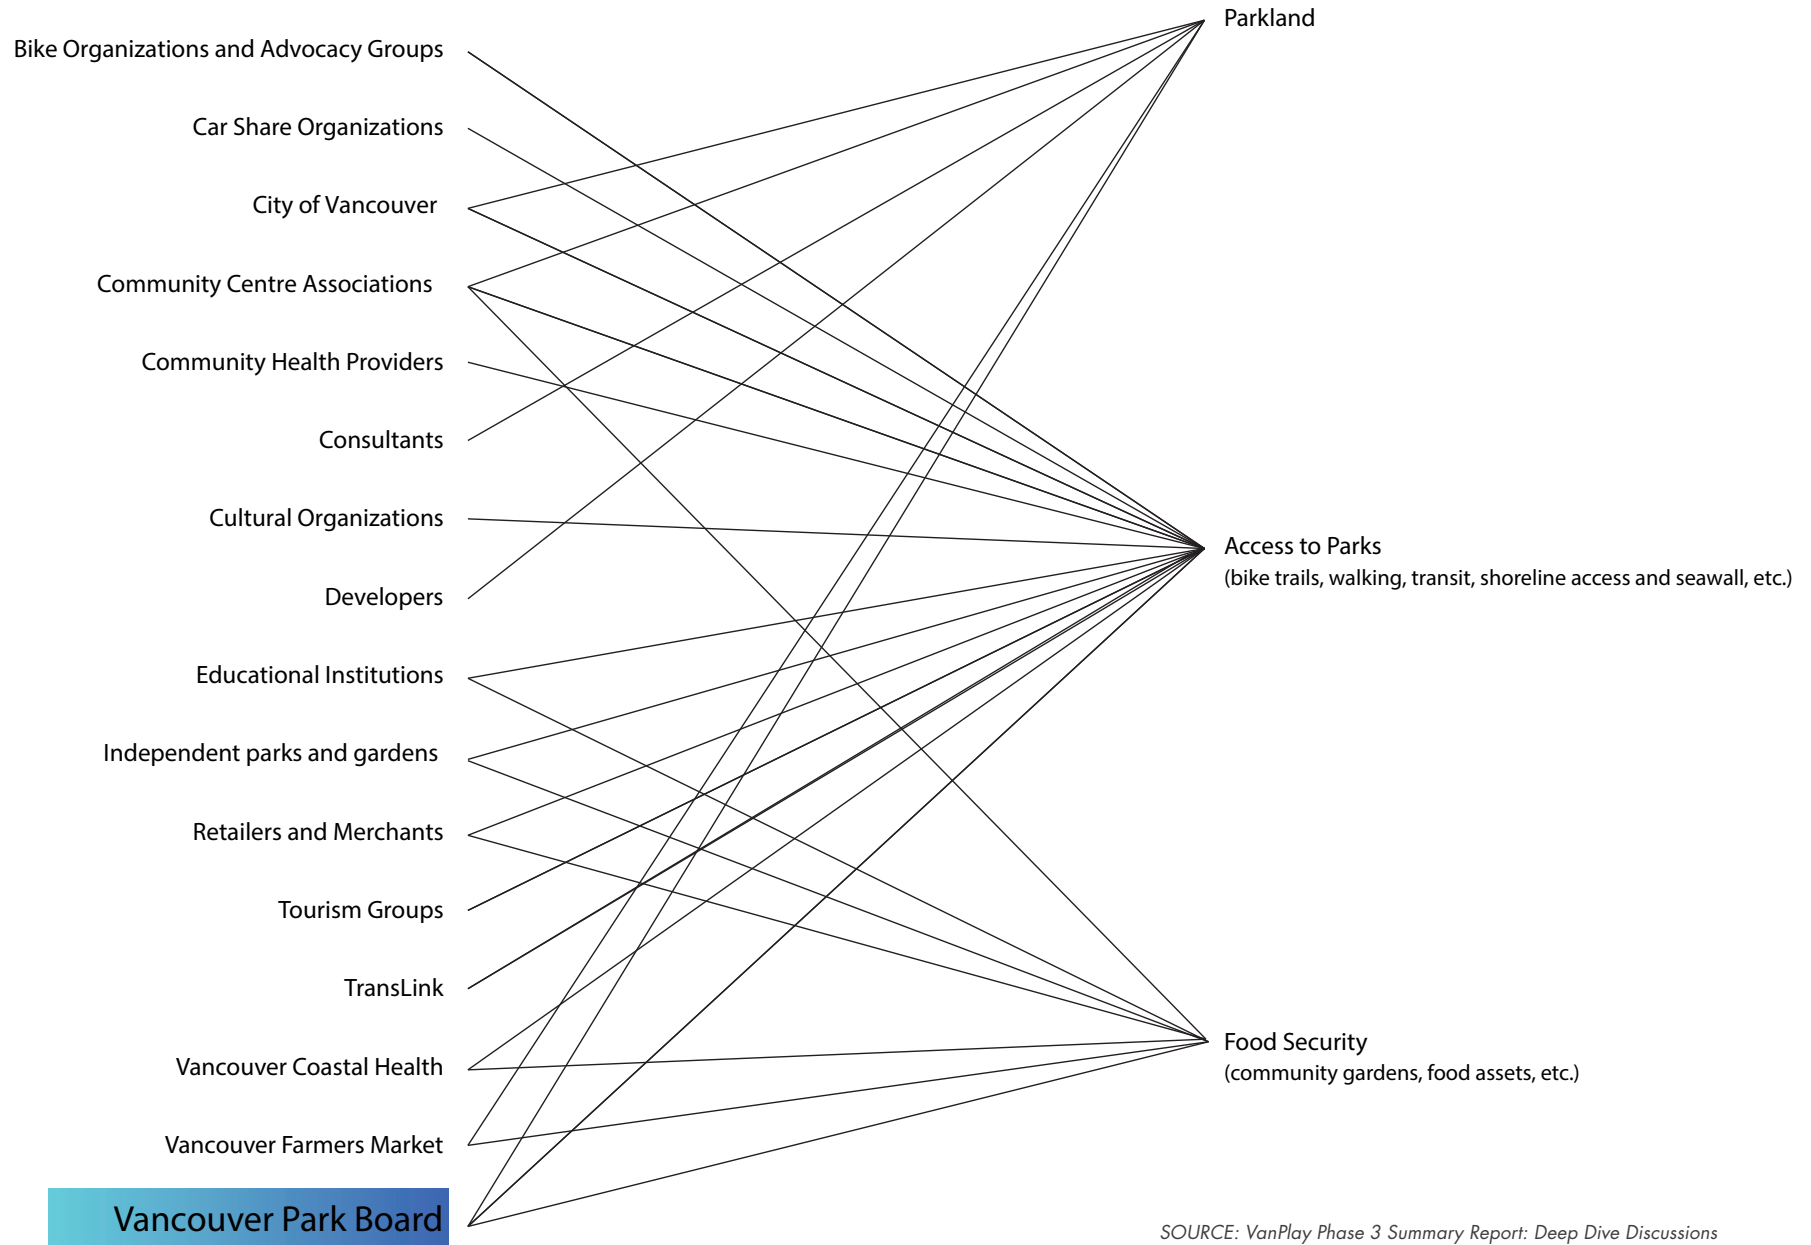 Bike Organizations and Advocacy Groups
Car Share Organizations
City of Vancouver
Community Centre Associations
Community Health Providers
Consultants
Cultural Organizations
Developers
Educational Institutions
Independent parks and gardens
Retailers and Merchants
Tourism Groups
TransLink
Vancouver Coastal Health
Vancouver Farmers Market
Vancouver Park Board
Parkland
Access to Parks
(bike trails, walking, transit, shoreline access and seawall, etc.)
Food Security
(community gardens, food assets, etc.)
SOURCE: VanPlay Phase 3 Summary Report: Deep Dive Discussions